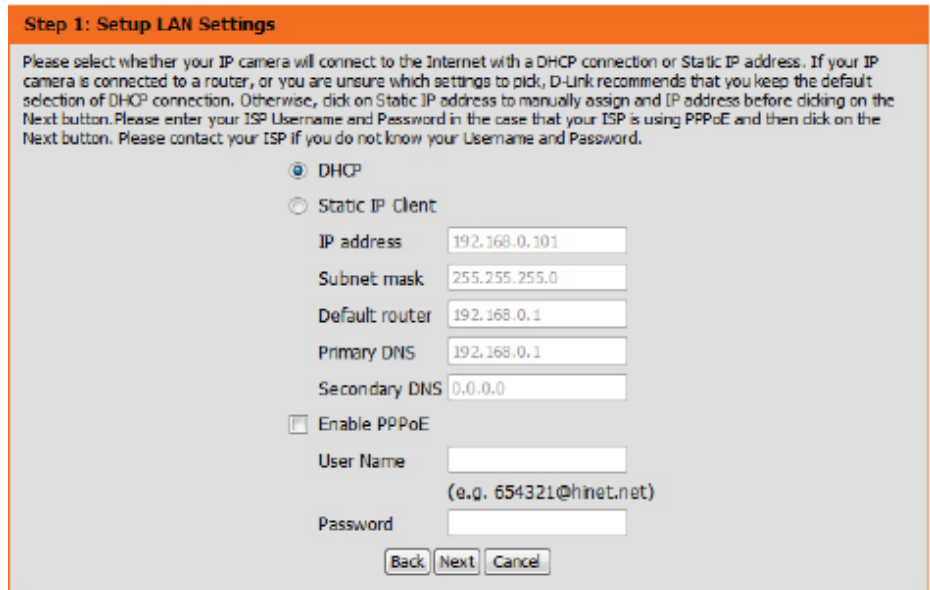 Step 1: Setup LAN Settings
Please select whether your IP camera will connect to the Internet with a DHCP connection or Static IP address. If your IP
camera is connected to a router, or you are unsure which settings to pick, D-Link recommends that you keep the default
selection of DHCP connection. Otherwise, click on Static IP address to manually assign and IP address before clicking on the
Next button.Please enter your ISP Username and Password in the case that your ISP is using PPPoE and then click on the
Next button. Please contact your ISP if you do not know your Username and Password.
DHCP
Static IP Client
IP address 192.168.0.101
Subnet mask 255.255.255.0
Default router 192.168.0.1
Primary DNS 192.168.0.1
Secondary DNS 0.0.0.0
Enable PPPoE
User Name
(e.g. 654321@hinet.net)
Password
Back Next Cancel